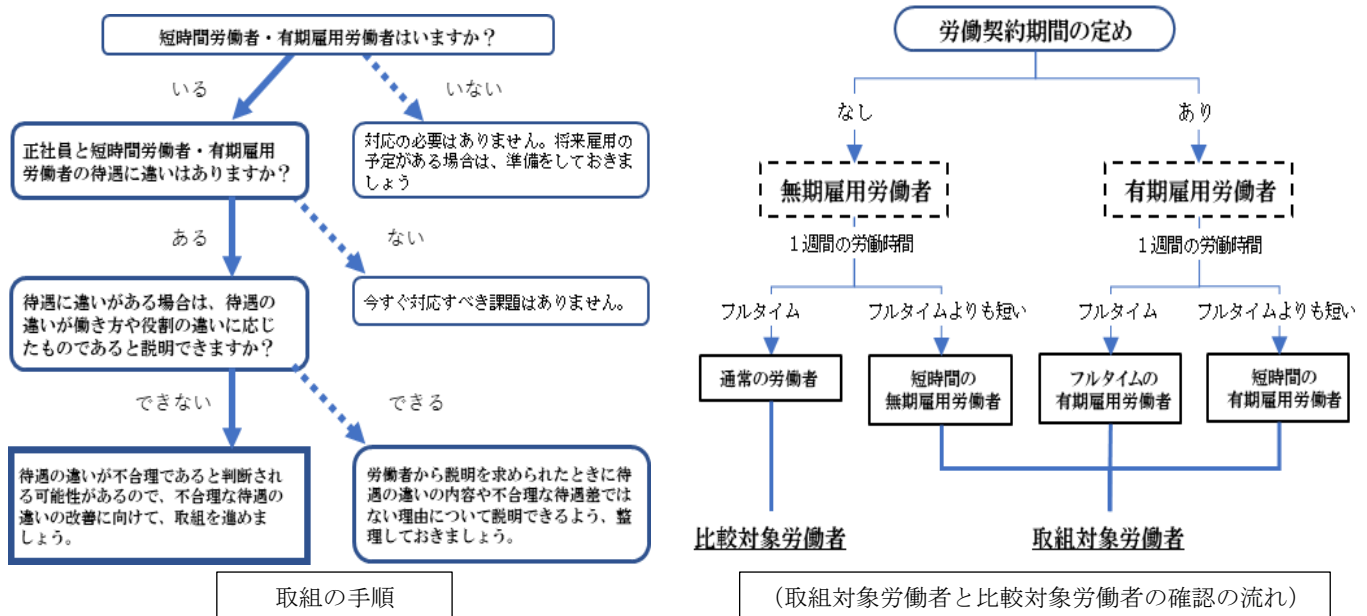 短時間労働者・有期雇用労働者はいますか？
いる
いない
正社員と短時間労働者・有期雇用
労働者の待遇に違いはありますか？
対応の必要はありません。将来雇用の
予定がある場合は、準備をしておきま
しょう
ある
ない
待遇に違いがある場合は、待遇の
違いが働き方や役割の違いに応じ
たものであると説明できますか？
今すぐ対応すべき課題はありません。
できない
できる
待遇の違いが不合理であると判断され
る可能性があるので、不合理な待遇の
違いの改善に向けて、取組を進めま
しょう。
労働者から説明を求められたときに待
遇の違いの内容や不合理な待遇差では
ない理由について説明できるよう、整
理しておきましょう。
取組の手順
労働契約期間の定め
なし
あり
無期雇用労働者
有期雇用労働者
１週間の労働時間
１週間の労働時間
フルタイム
フルタイムよりも短い
フルタイム
フルタイムよりも短い
通常の労働者
短時間の
無期雇用労働者
フルタイムの
有期雇用労働者
短時間の
有期雇用労働者
比較対象労働者
取組対象労働者
（取組対象労働者と比較対象労働者の確認の流れ）